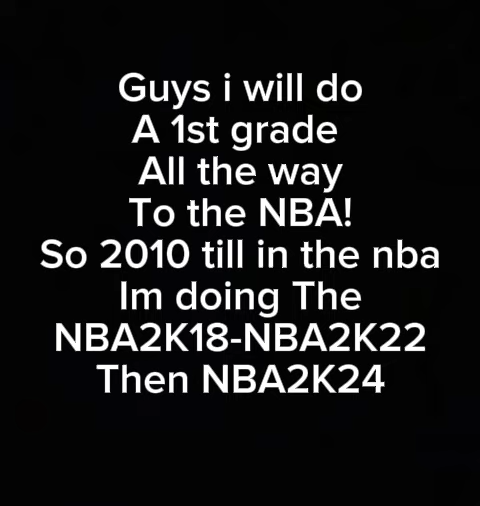 Guys i will do
A 1st grade
All the way
To the NBA!
So 2010 till in the nba
Im doing The
NBA2K18-NBA2K22
Then NBA2K24